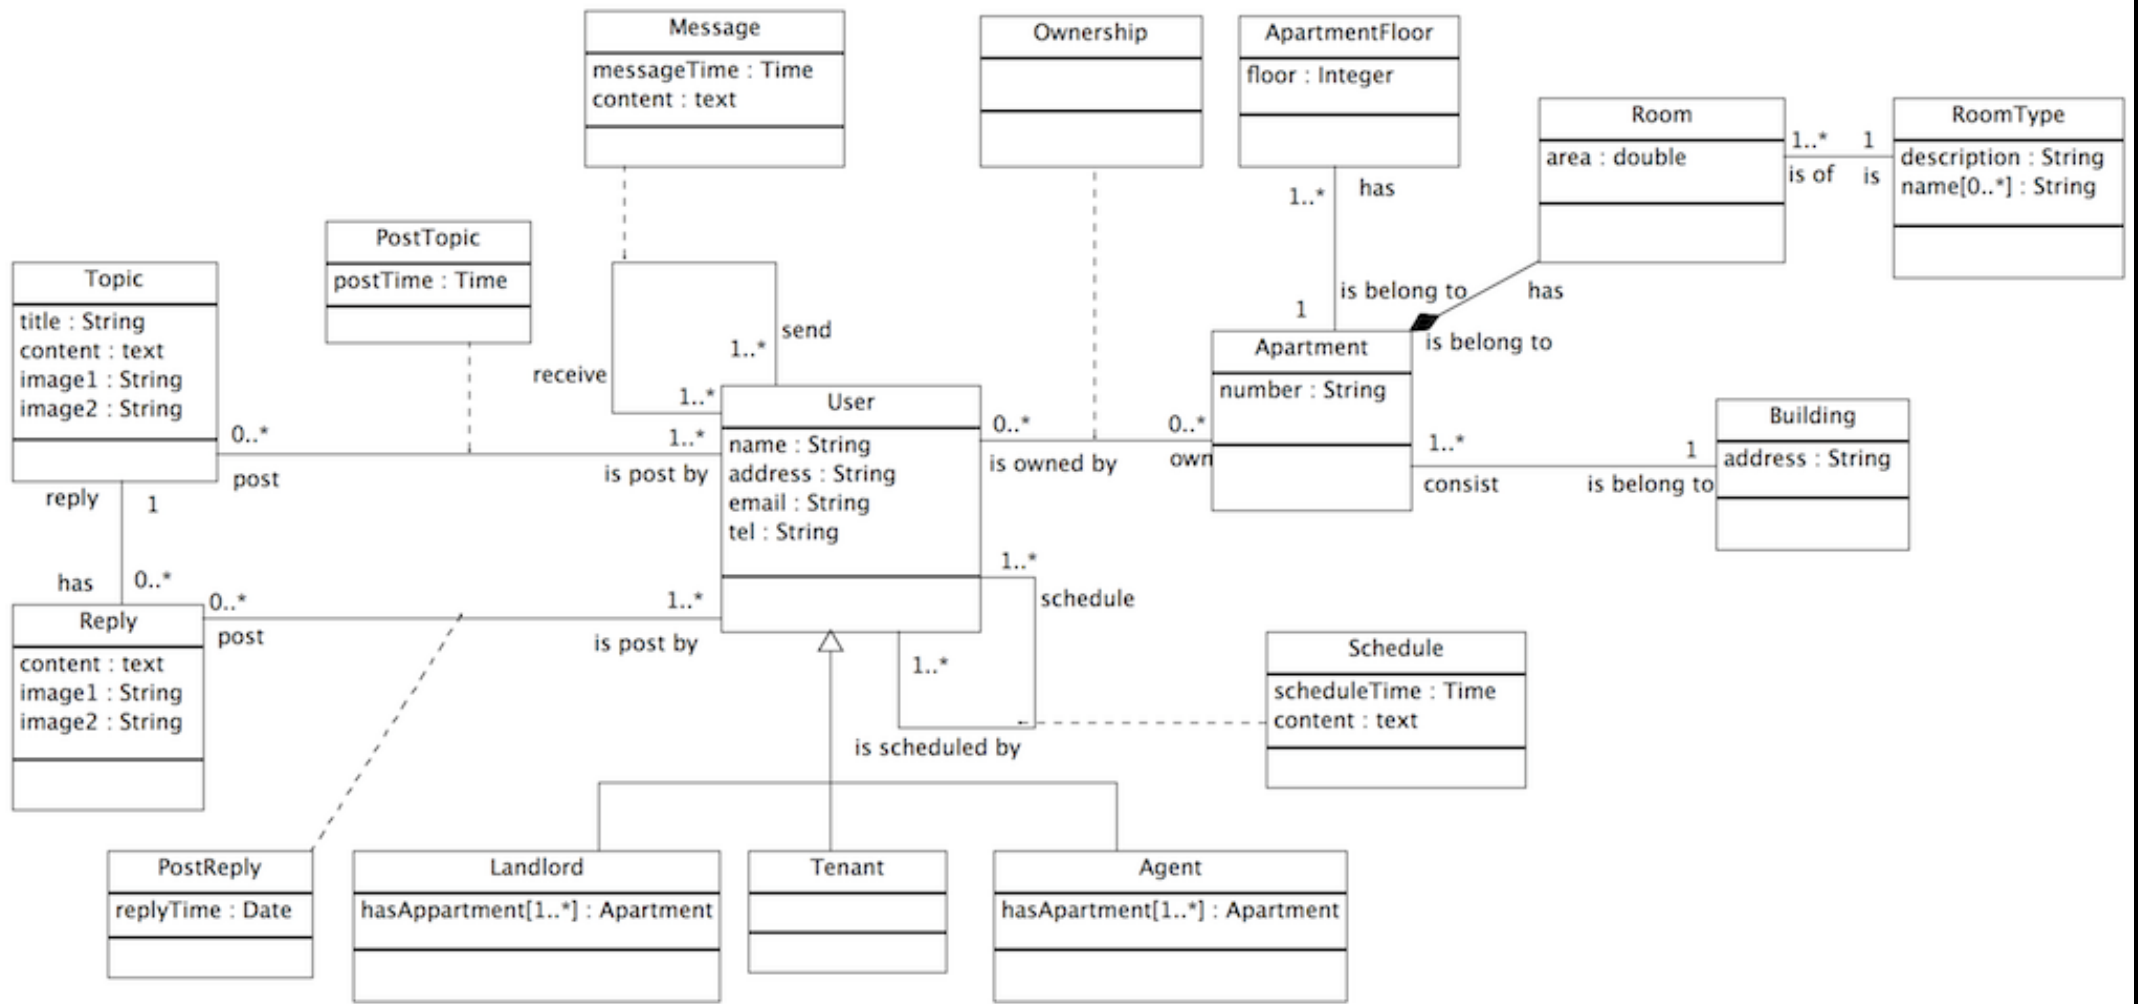 Message
messageTime : Time
content : text
Ownership
ApartmentFloor
floor : Integer
Room
area : double
1..*
1
is of
is
RoomType
description : String
name[0..*] : String
1..*
has
PostTopic
postTime : Time
Topic
title : String
content : text
image1 : String
image2 : String
send
1..*
receive
1..*
is belong to
1
has
is belong to
Apartment
number : String
User
name : String
address : String
email : String
tel : String
0..*
post
1..*
is post by
0..*
is owned by
0..*
own
1..*
consist
1
is belong to
Building
address : String
reply
1
has
0..*
Reply
content : text
image1 : String
image2 : String
0..*
post
1..*
is post by
1..*
schedule
1..*
is scheduled by
Schedule
scheduleTime : Time
content : text
PostReply
replyTime : Date
Landlord
hasAppartment[1..*] : Apartment
Tenant
Agent
hasApartment[1..*] : Apartment